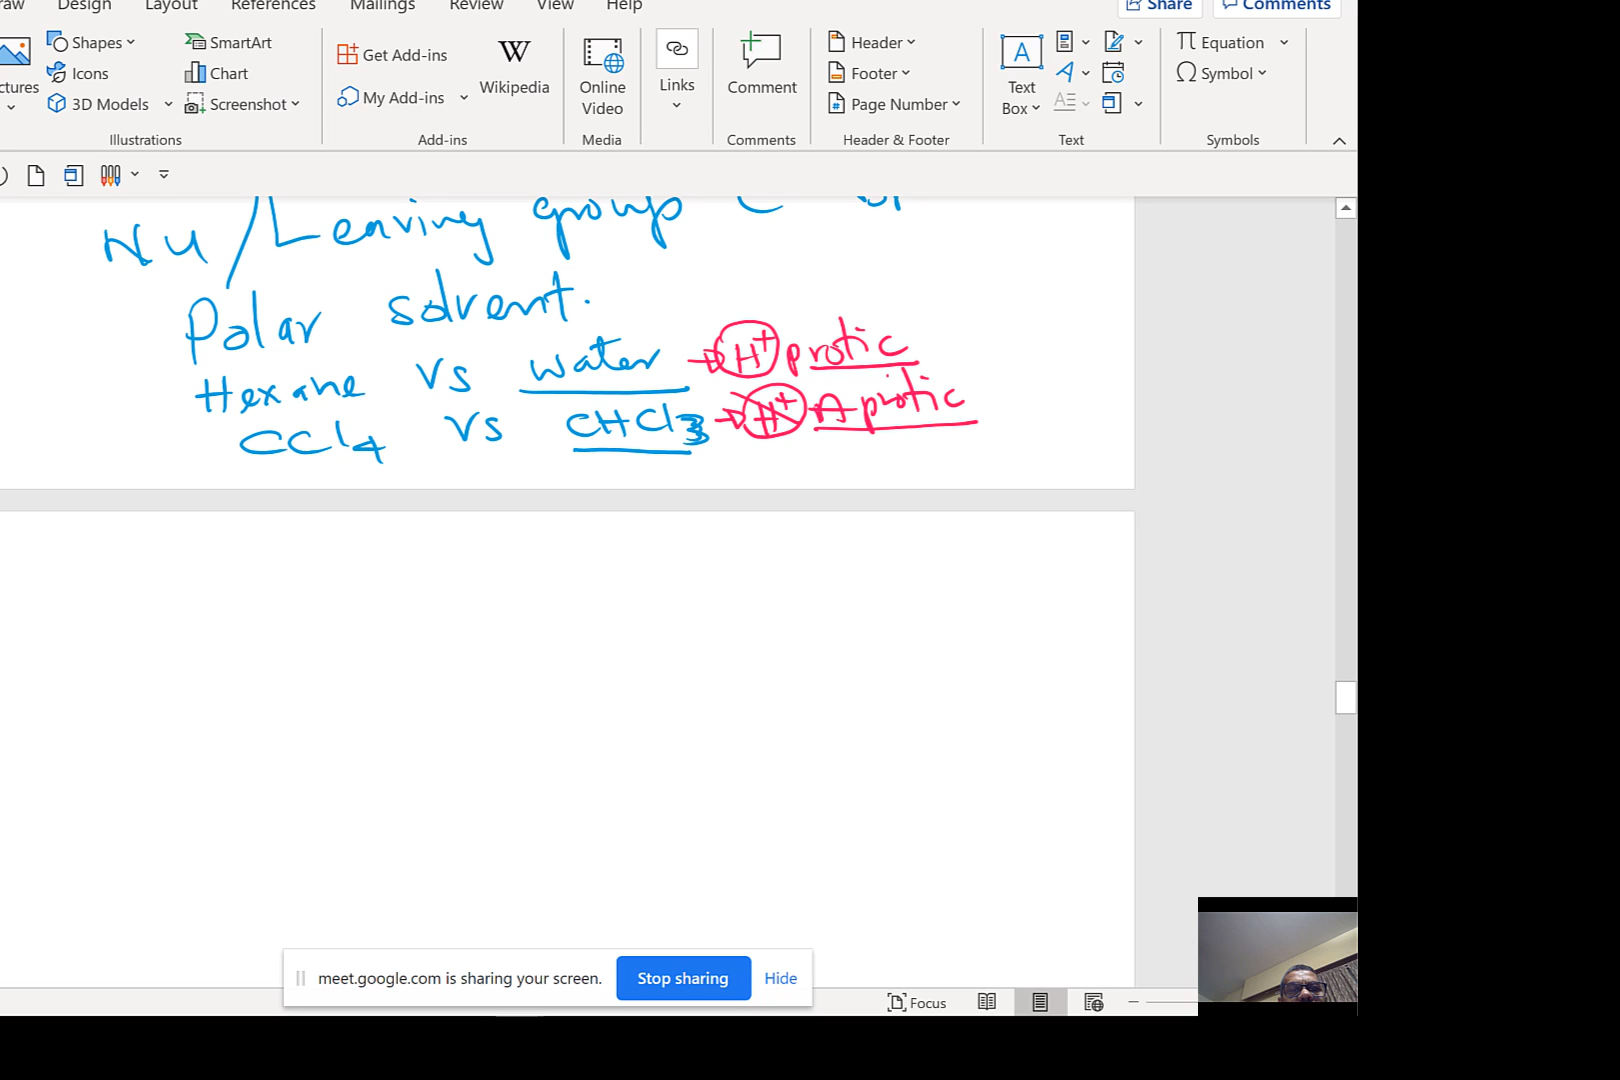 Design Layout References Mailings Review View Help Share Comments
Shapes SmartArt Get Add-ins Wikipedia Online Video Links Comment Header Text Box Equation
Icons Chart My Add-ins Footer Symbol
3D Models Screenshot Page Number
Illustrations Add-ins Media Comments Header & Footer Text Symbols
Nu/Leaving group
Polar solvent.
Hexane vs water → H+ protic
CCl4 vs CHCl3 → H+ Aprotic
meet.google.com is sharing your screen. Stop sharing Hide
Focus